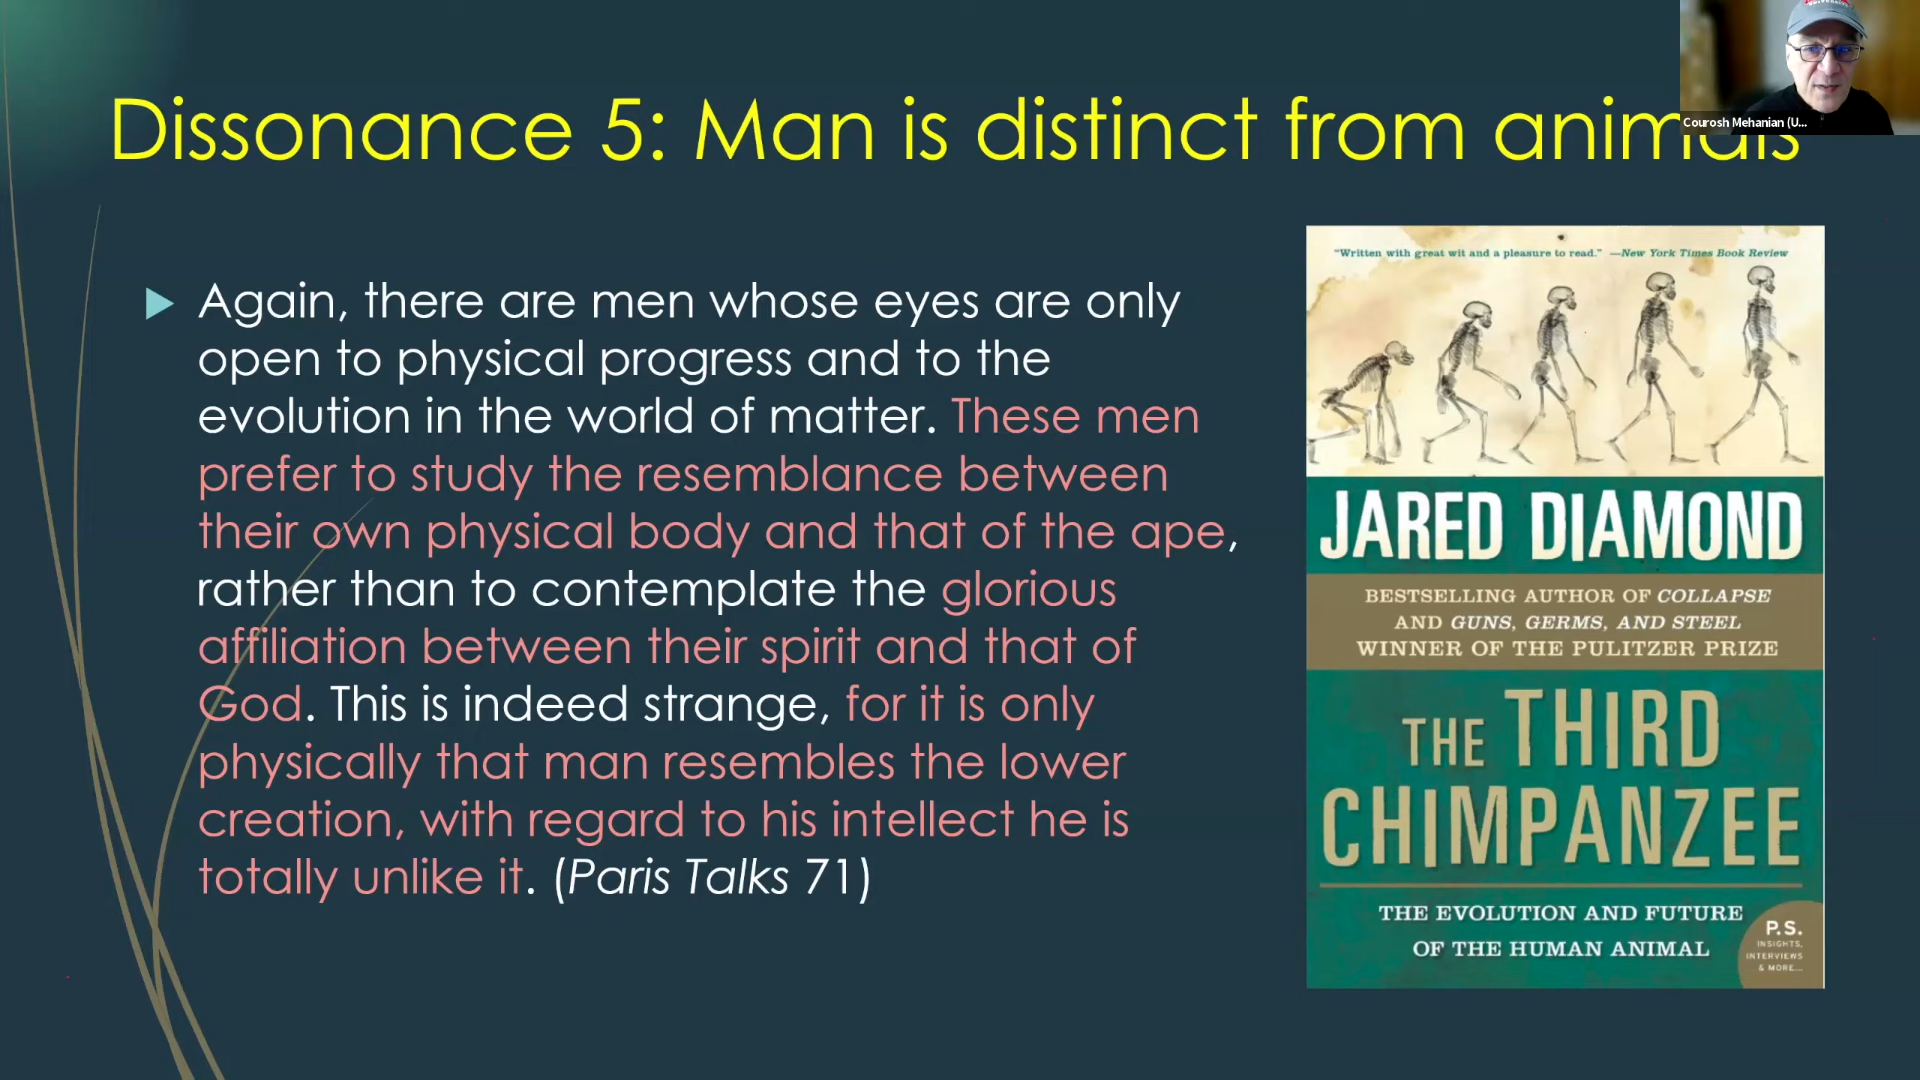 Dissonance 5: Man is distinct from animals
Courosh Mehanian (U...
Again, there are men whose eyes are only
open to physical progress and to the
evolution in the world of matter. These men
prefer to study the resemblance between
their own physical body and that of the ape,
rather than to contemplate the glorious
affiliation between their spirit and that of
God. This is indeed strange, for it is only
physically that man resembles the lower
creation, with regard to his intellect he is
totally unlike it. (Paris Talks 71)
"Written with great wit and a pleasure to read." —New York Times Book Review
JARED DIAMOND
BESTSELLING AUTHOR OF COLLAPSE
AND GUNS, GERMS, AND STEEL
WINNER OF THE PULITZER PRIZE
THE THIRD
CHIMPANZEE
THE EVOLUTION AND FUTURE
OF THE HUMAN ANIMAL
P.S.
INSIGHTS,
INTERVIEWS
& MORE...